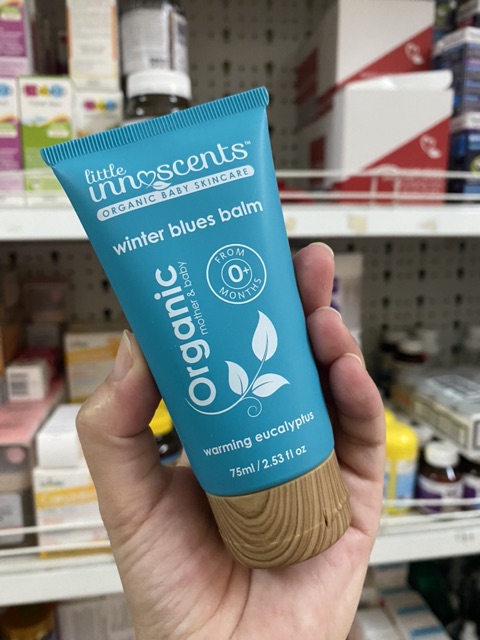 little
innoscents™
ORGANIC BABY SKINCARE
winter blues balm
FROM
0+
MONTHS
Organic
mother & baby
warming eucalyptus
75ml / 2.53 fl oz